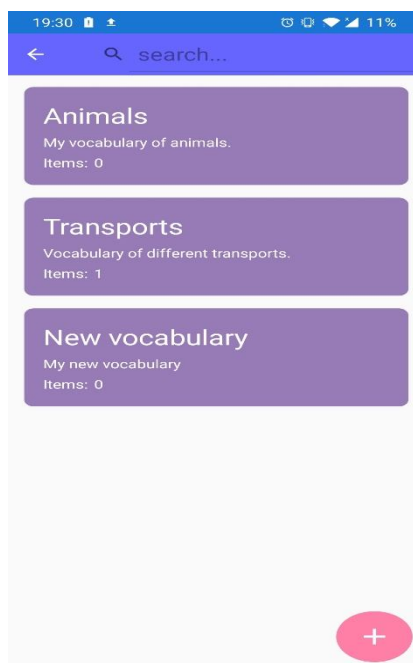 19:30 11%
search...
Animals
My vocabulary of animals.
Items: 0
Transports
Vocabulary of different transports.
Items: 1
New vocabulary
My new vocabulary
Items: 0
+